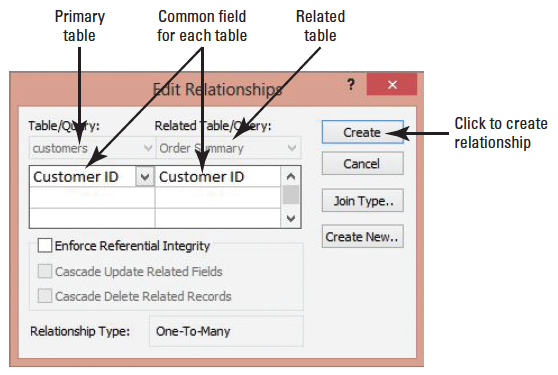 Primary
table
Common field
for each table
Related
table
Edit Relationships
?
Table/Query:
Related Table/Query:
customers
Order Summary
Customer ID
Customer ID
Enforce Referential Integrity
Cascade Update Related Fields
Cascade Delete Related Records
Relationship Type:
One-To-Many
Create
Cancel
Join Type..
Create New..
Click to create
relationship